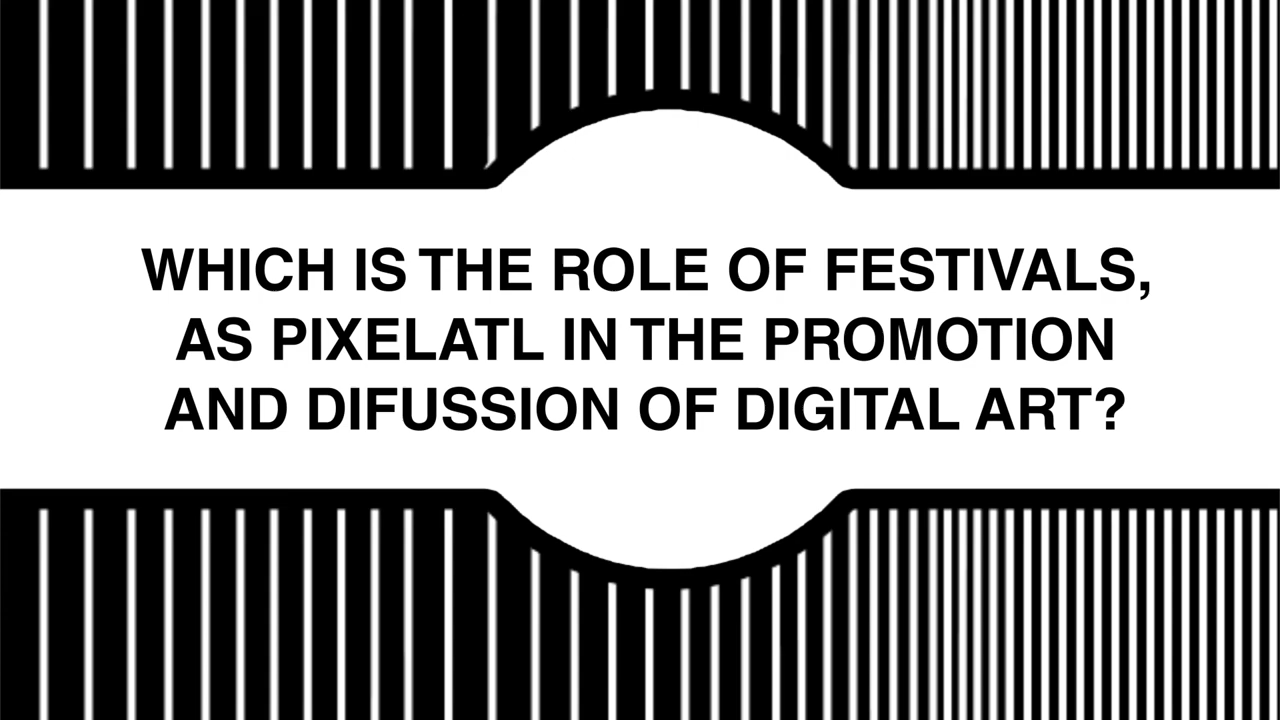 WHICH IS THE ROLE OF FESTIVALS,
AS PIXELATL IN THE PROMOTION
AND DIFUSSION OF DIGITAL ART?